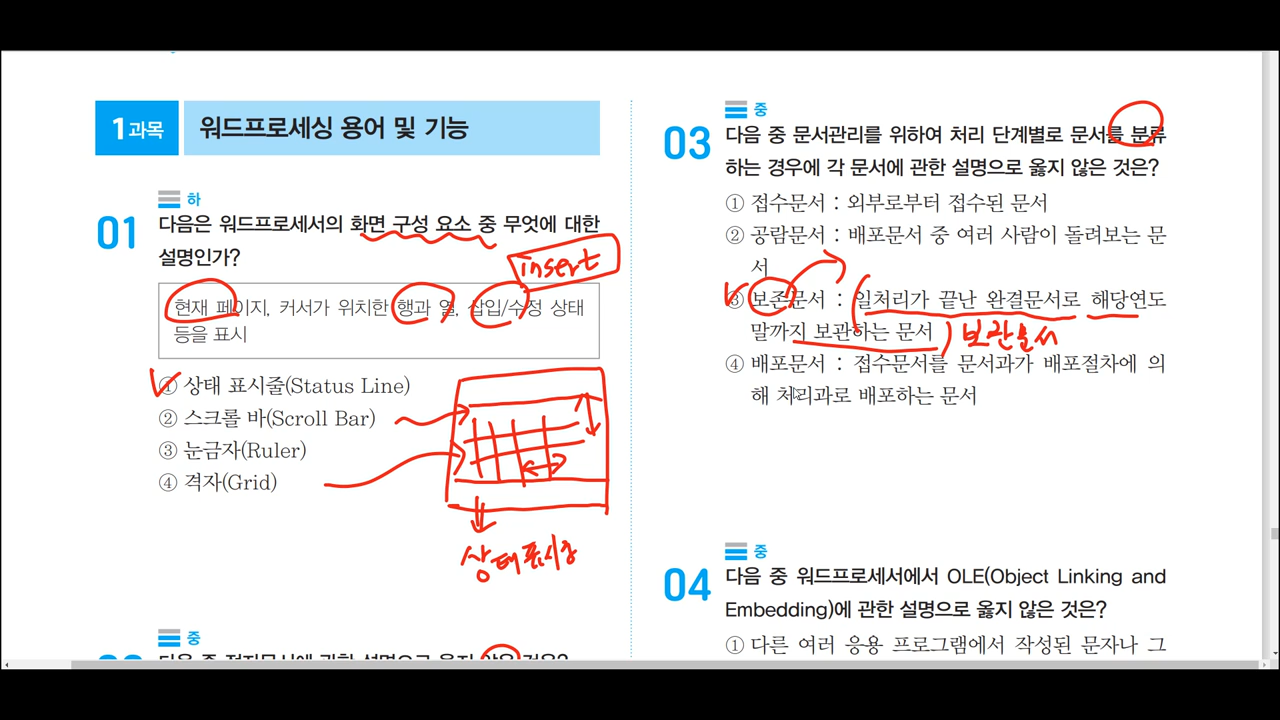 1과목 워드프로세싱 용어 및 기능
하
01 다음은 워드프로세서의 화면 구성 요소 중 무엇에 대한
설명인가?
insert
현재 페이지, 커서가 위치한 행과 열, 삽입/수정 상태
등을 표시
① 상태 표시줄(Status Line)
② 스크롤 바(Scroll Bar)
③ 눈금자(Ruler)
④ 격자(Grid)
상태표시줄
중
중
03 다음 중 문서관리를 위하여 처리 단계별로 문서를 분류
하는 경우에 각 문서에 관한 설명으로 옳지 않은 것은?
① 접수문서 : 외부로부터 접수된 문서
② 공람문서 : 배포문서 중 여러 사람이 돌려보는 문
서
③ 보존문서 : 일처리가 끝난 완결문서로 해당연도
말까지 보관하는 문서
보관문서
④ 배포문서 : 접수문서를 문서과가 배포절차에 의
해 처리과로 배포하는 문서
중
04 다음 중 워드프로세서에서 OLE(Object Linking and
Embedding)에 관한 설명으로 옳지 않은 것은?
① 다른 여러 응용 프로그램에서 작성된 문자나 그